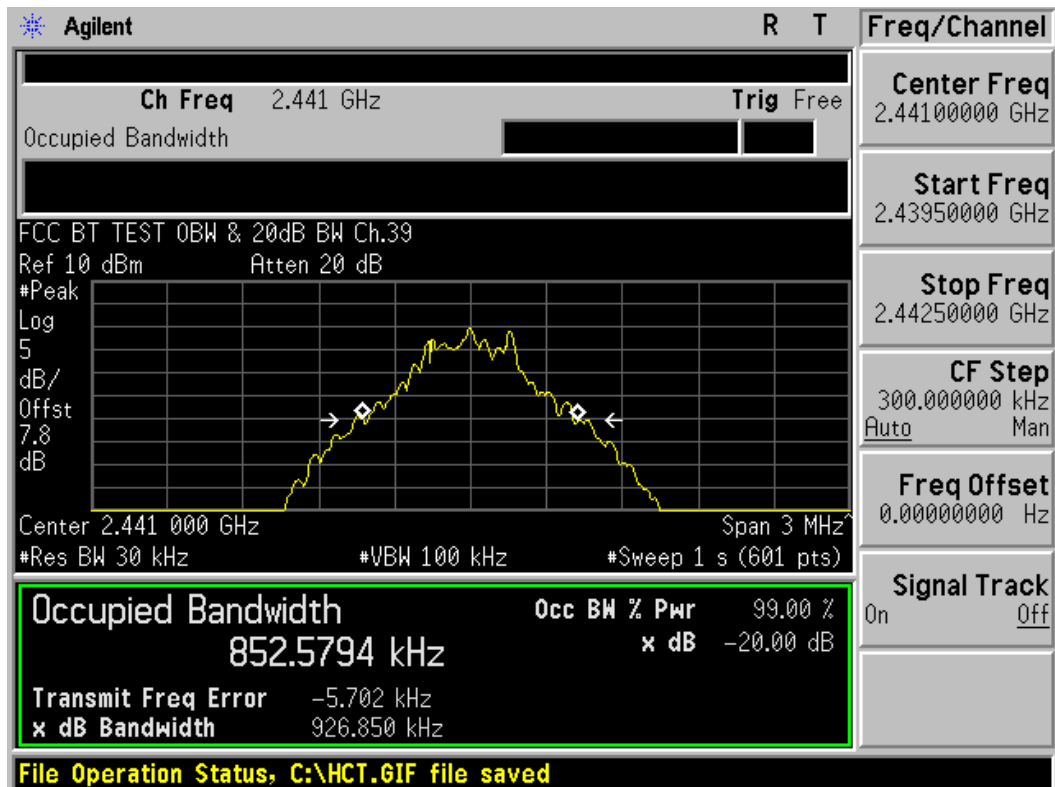 Agilent R T
Ch Freq 2.441 GHz Trig Free
Occupied Bandwidth
FCC BT TEST OBW & 20dB BW Ch.39
Ref 10 dBm Atten 20 dB
#Peak
Log
5
dB/
Offst
7.8
dB
Center 2.441 000 GHz Span 3 MHz^
#Res BW 30 kHz #VBW 100 kHz #Sweep 1 s (601 pts)
Occupied Bandwidth
852.5794 kHz
Occ BW % Pwr 99.00 %
x dB -20.00 dB
Transmit Freq Error -5.702 kHz
x dB Bandwidth 926.850 kHz
File Operation Status, C:\HCT.GIF file saved
Freq/Channel
Center Freq
2.44100000 GHz
Start Freq
2.43950000 GHz
Stop Freq
2.44250000 GHz
CF Step
300.000000 kHz
Auto Man
Freq Offset
0.00000000 Hz
Signal Track
On Off